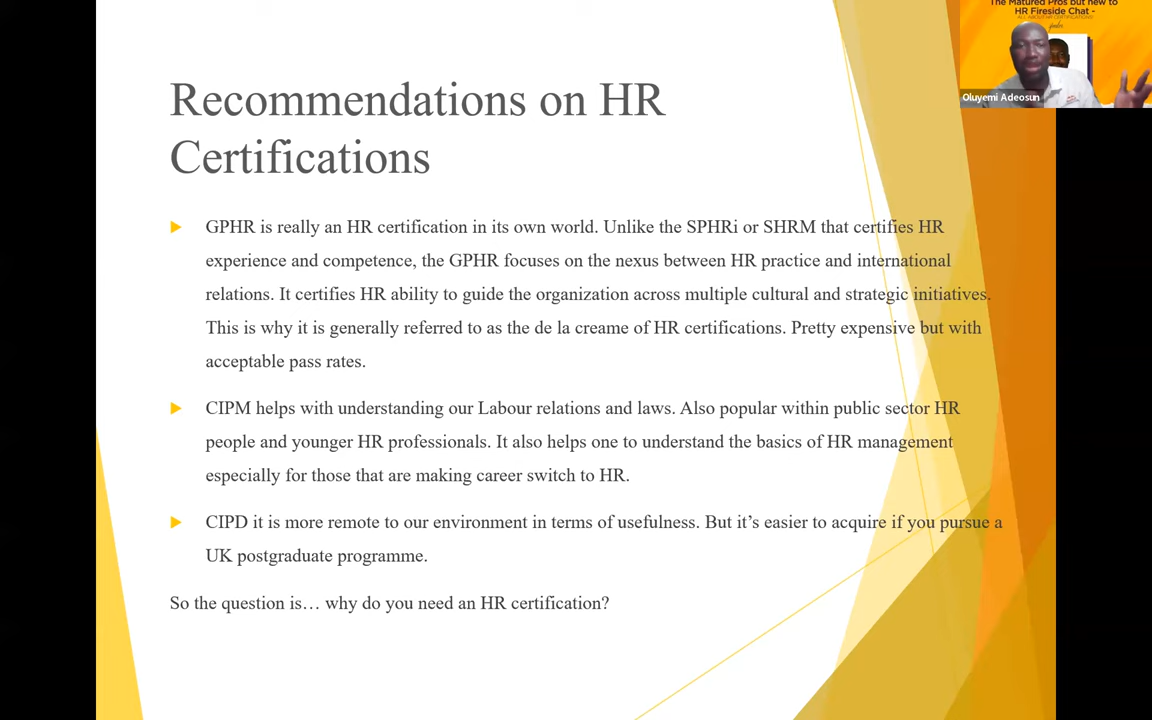 The Matured Pros but new to
HR Fireside Chat -
ALL ABOUT HR CERTIFICATIONS
Oluyemi Adeosun
Recommendations on HR
Certifications
GPHR is really an HR certification in its own world. Unlike the SPHRi or SHRM that certifies HR
experience and competence, the GPHR focuses on the nexus between HR practice and international
relations. It certifies HR ability to guide the organization across multiple cultural and strategic initiatives.
This is why it is generally referred to as the de la creame of HR certifications. Pretty expensive but with
acceptable pass rates.
CIPM helps with understanding our Labour relations and laws. Also popular within public sector HR
people and younger HR professionals. It also helps one to understand the basics of HR management
especially for those that are making career switch to HR.
CIPD it is more remote to our environment in terms of usefulness. But it’s easier to acquire if you pursue a
UK postgraduate programme.
So the question is… why do you need an HR certification?